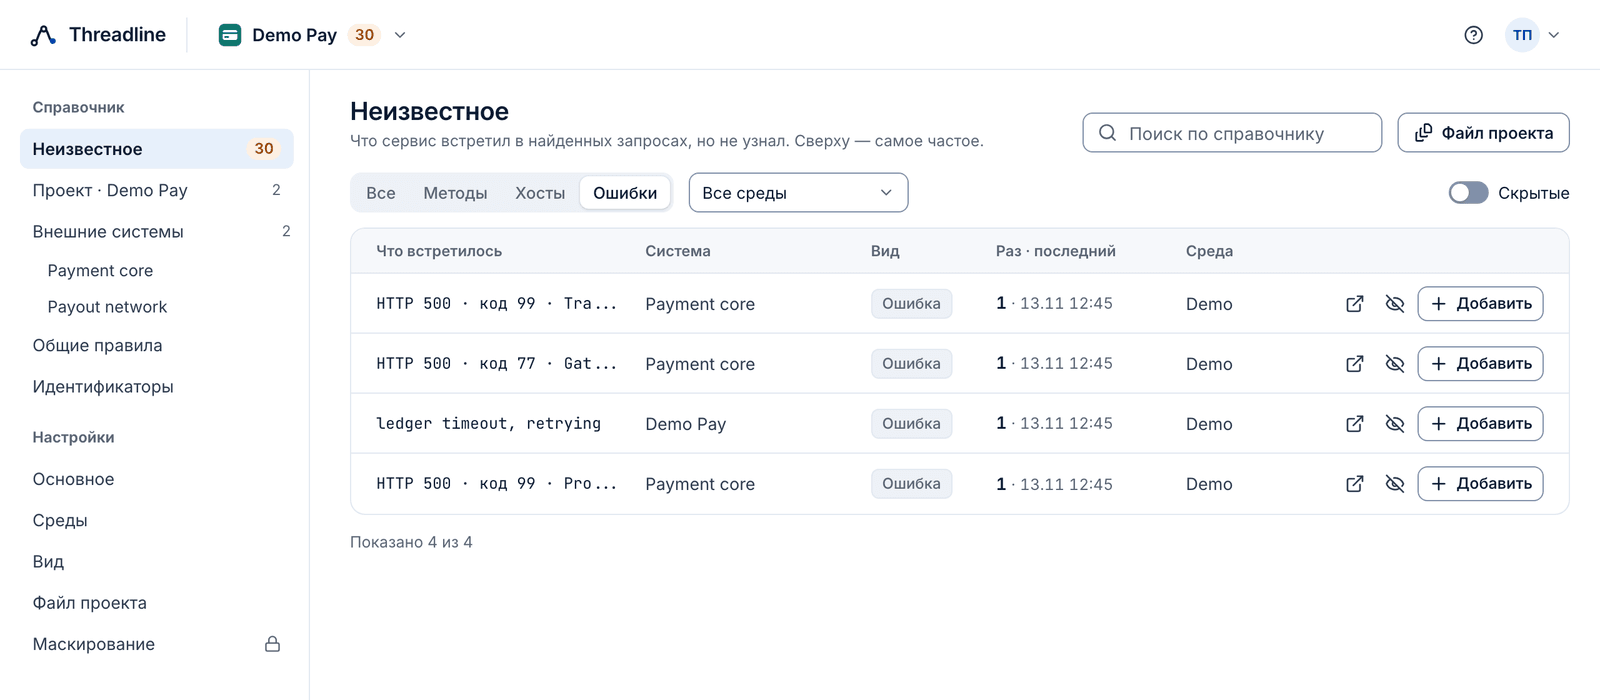 Threadline
Demo Pay 30
ТП
Справочник
Неизвестное 30
Проект · Demo Pay 2
Внешние системы 2
Payment core
Payout network
Общие правила
Идентификаторы
Настройки
Основное
Среды
Вид
Файл проекта
Маскирование
Неизвестное
Что сервис встретил в найденных запросах, но не узнал. Сверху — самое частое.
Поиск по справочнику
Файл проекта
Все Методы Хосты Ошибки
Все среды
Скрытые
Что встретилось Система Вид Раз · последний Среда
HTTP 500 · код 99 · Tra... Payment core Ошибка 1 · 13.11 12:45 Demo Добавить
HTTP 500 · код 77 · Gat... Payment core Ошибка 1 · 13.11 12:45 Demo Добавить
ledger timeout, retrying Demo Pay Ошибка 1 · 13.11 12:45 Demo Добавить
HTTP 500 · код 99 · Pro... Payment core Ошибка 1 · 13.11 12:45 Demo Добавить
Показано 4 из 4